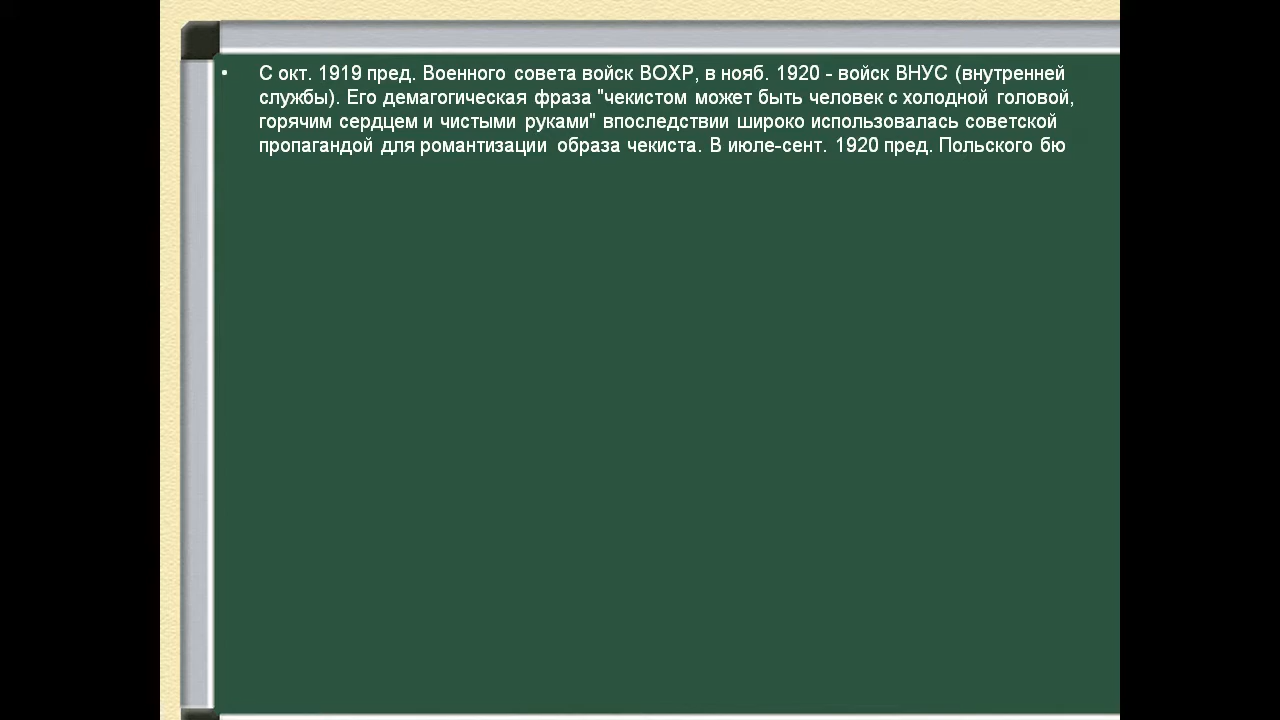 • С окт. 1919 пред. Военного совета войск ВОХР, в нояб. 1920 - войск ВНУС (внутренней
службы). Его демагогическая фраза "чекистом может быть человек с холодной головой,
горячим сердцем и чистыми руками" впоследствии широко использовалась советской
пропагандой для романтизации образа чекиста. В июле-сент. 1920 пред. Польского бю